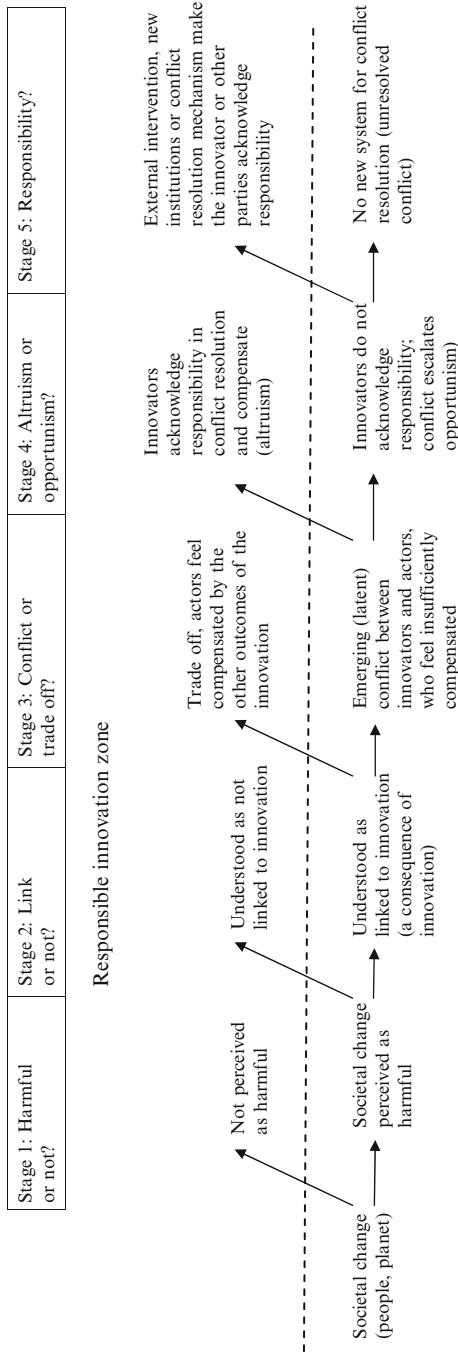 Stage 1: Harmful
or not?
Stage 2: Link
or not?
Stage 3: Conflict or
trade off?
Stage 4: Altruism or
opportunism?
Stage 5: Responsibility?
Responsible innovation zone
Not perceived
as harmful
Understood as not
linked to innovation
Trade off, actors feel
compensated by the
other outcomes of the
innovation
Innovators
acknowledge
responsibility in
conflict resolution
and compensate
(altruism)
External intervention, new
institutions or conflict
resolution mechanism make
the innovator or other
parties acknowledge
responsibility
Societal change
(people, planet)
Societal change
perceived as
harmful
Understood as
linked to innovation
(a consequence of
innovation)
Emerging (latent)
conflict between
innovators and actors,
who feel insufficiently
compensated
Innovators do not
acknowledge
responsibility;
conflict escalates
opportunism)
No new system for conflict
resolution (unresolved
conflict)